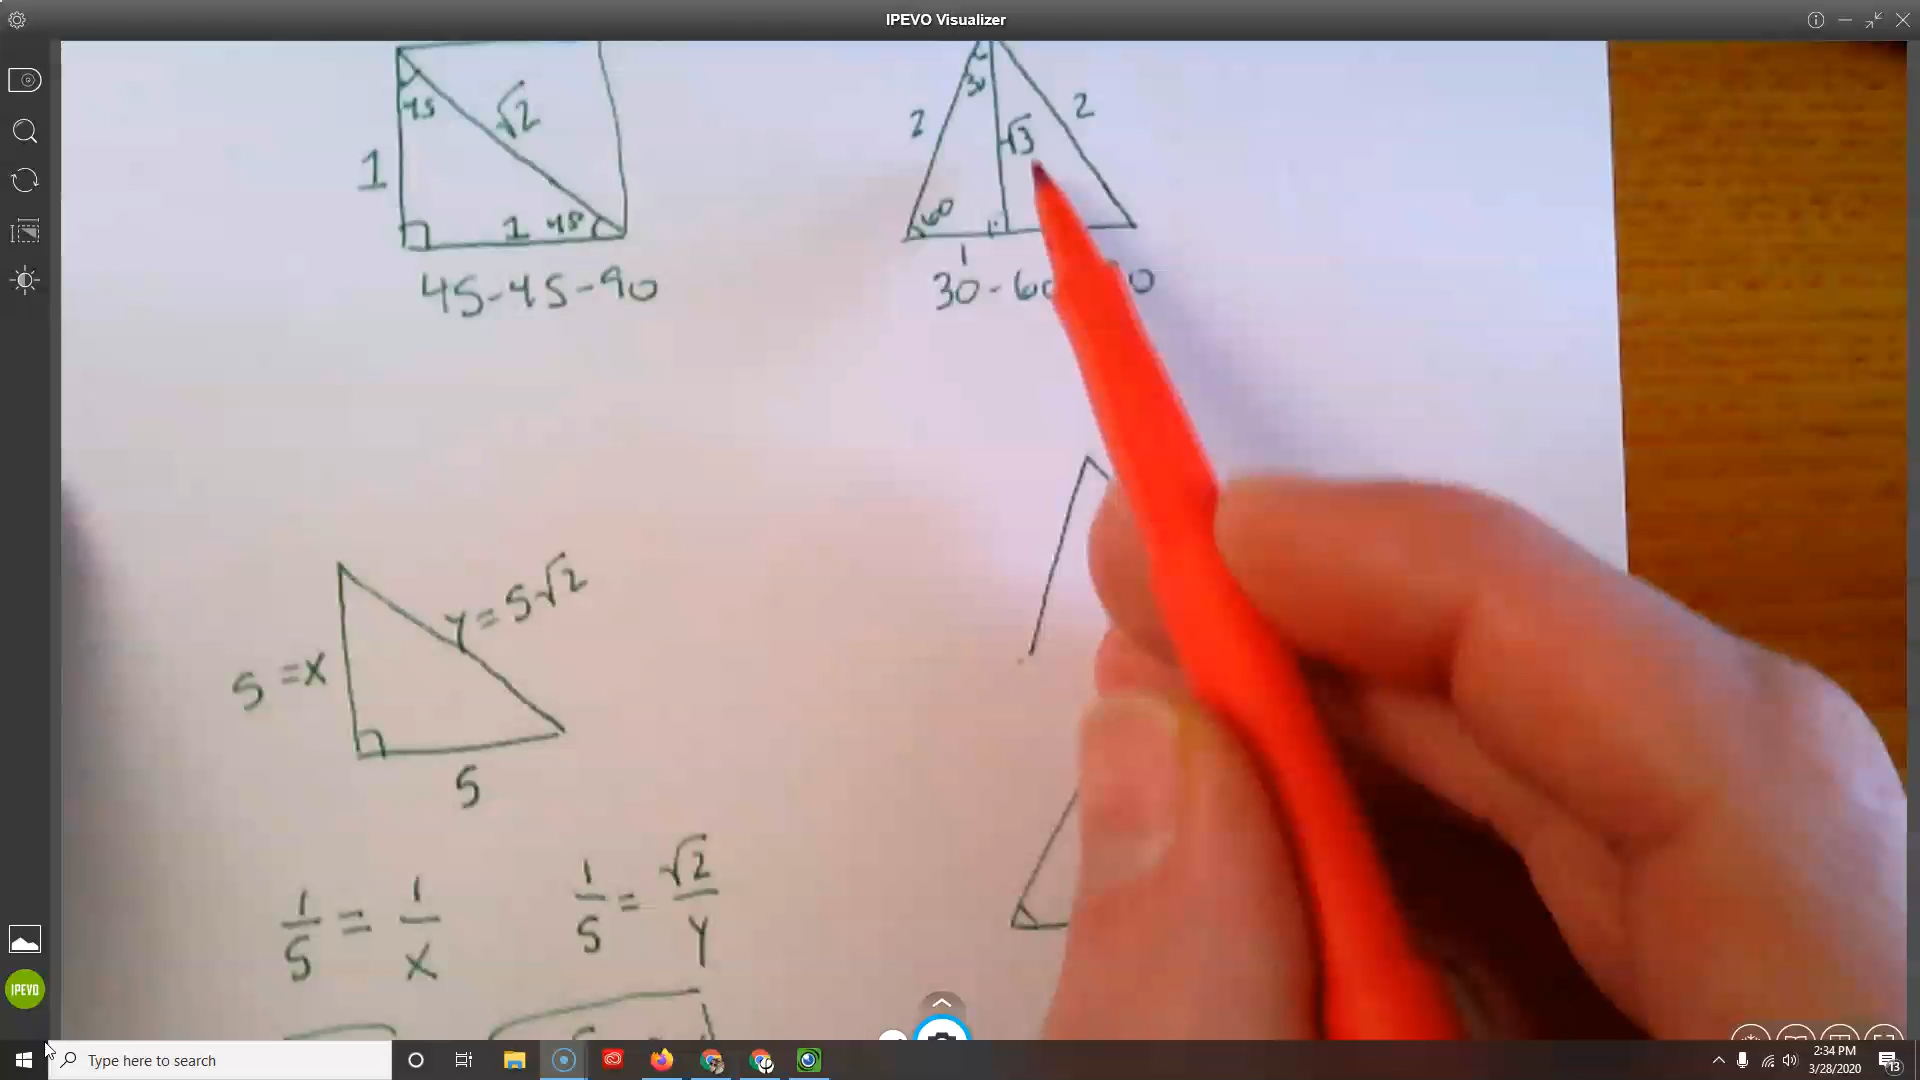 IPEVO Visualizer
45
√2
1
1 45
45-45-90
30
2
2
√3
60
1
30-60
0
y = 5√2
5 = x
5
1/5 = 1/x
1/5 = √2/y
IPEVO
Type here to search
2:34 PM
3/28/2020
13